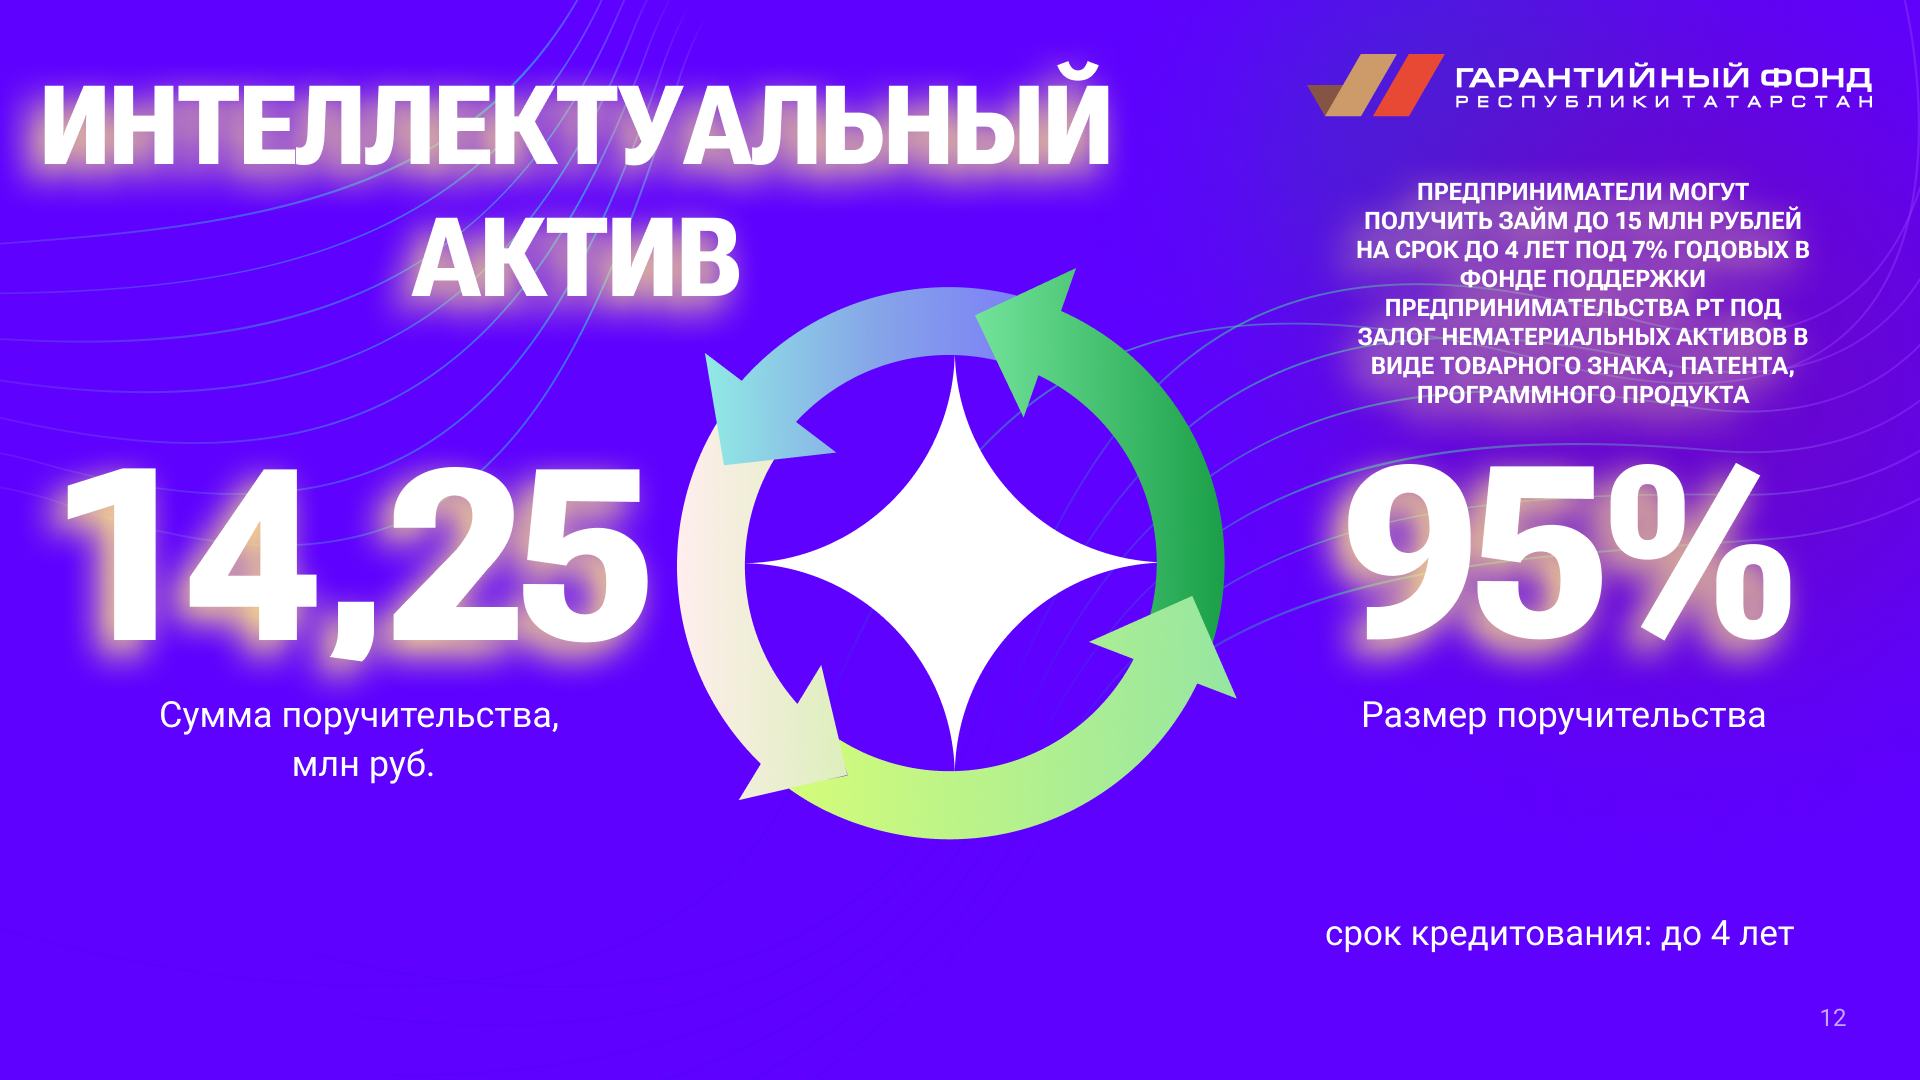 ИНТЕЛЛЕКТУАЛЬНЫЙ
АКТИВ
ГАРАНТИЙНЫЙ ФОНД
РЕСПУБЛИКИ ТАТАРСТАН
ПРЕДПРИНИМАТЕЛИ МОГУТ
ПОЛУЧИТЬ ЗАЙМ ДО 15 МЛН РУБЛЕЙ
НА СРОК ДО 4 ЛЕТ ПОД 7% ГОДОВЫХ В
ФОНДЕ ПОДДЕРЖКИ
ПРЕДПРИНИМАТЕЛЬСТВА РТ ПОД
ЗАЛОГ НЕМАТЕРИАЛЬНЫХ АКТИВОВ В
ВИДЕ ТОВАРНОГО ЗНАКА, ПАТЕНТА,
ПРОГРАММНОГО ПРОДУКТА
14,25
Сумма поручительства,
млн руб.
95%
Размер поручительства
срок кредитования: до 4 лет
12